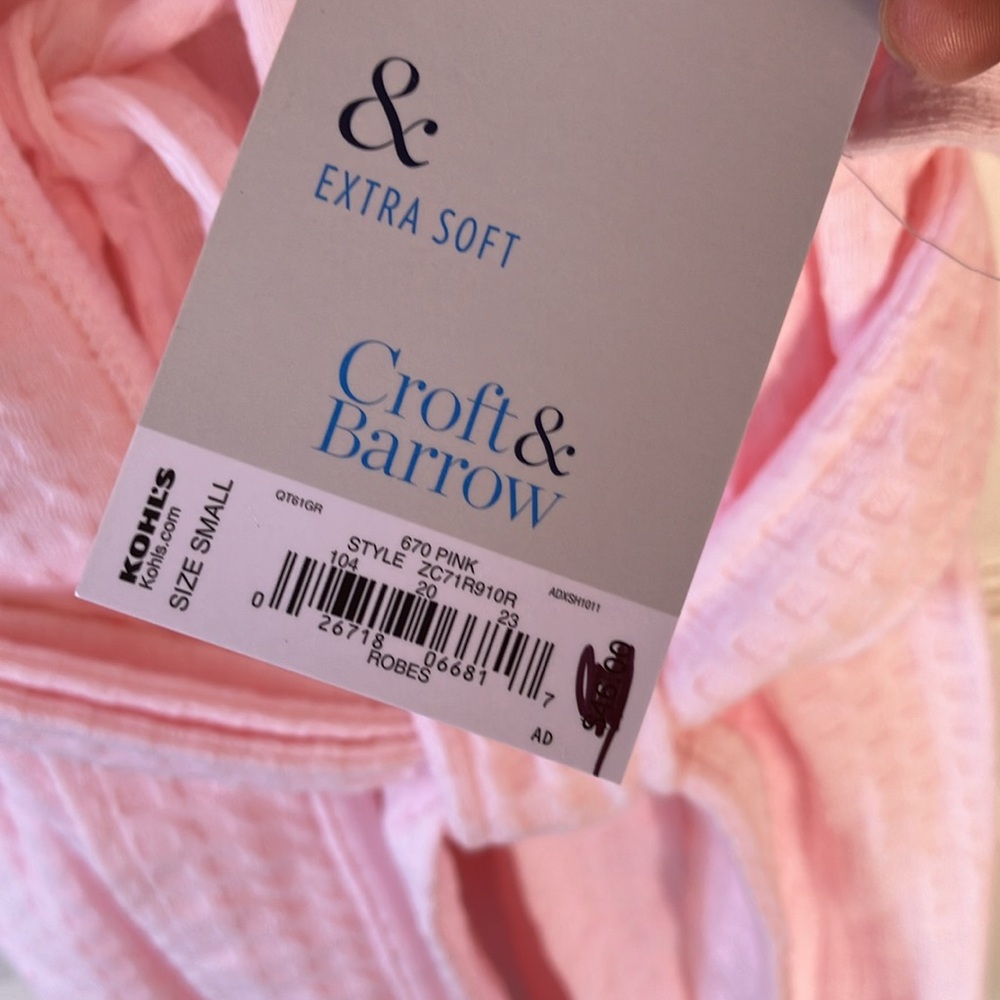 &
EXTRA SOFT
Croft&
Barrow
KOHL'S
Kohls.com
SIZE SMALL
QT61GR
670 PINK
STYLE ZC71R910R
104 20 23
ADXSH1011
0 26718 06681 7
ROBES
AD